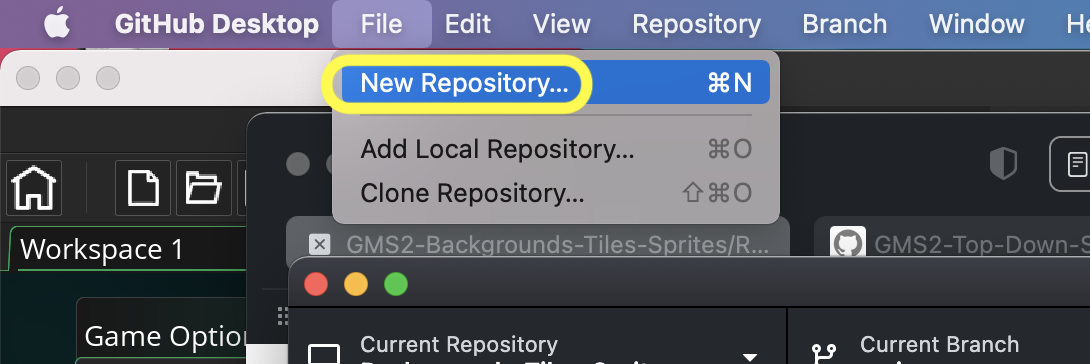 GitHub Desktop File Edit View Repository Branch Window
New Repository... ⌘N
Add Local Repository... ⌘O
Clone Repository... ⇧⌘O
GMS2-Backgrounds-Tiles-Sprites/R... GMS2-Top-Down-S
Workspace 1
Game Option
Current Repository Current Branch